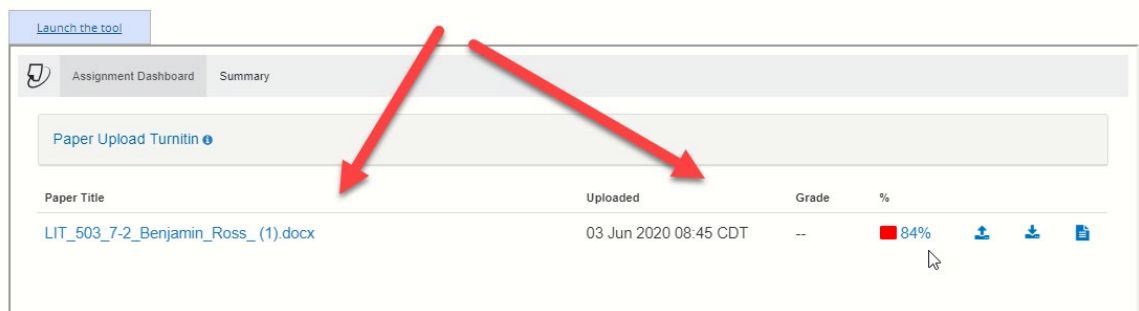 Launch the tool
Assignment Dashboard Summary
Paper Upload Turnitin
Paper Title Uploaded Grade %
LIT_503_7-2_Benjamin_Ross_ (1).docx 03 Jun 2020 08:45 CDT -- 84%